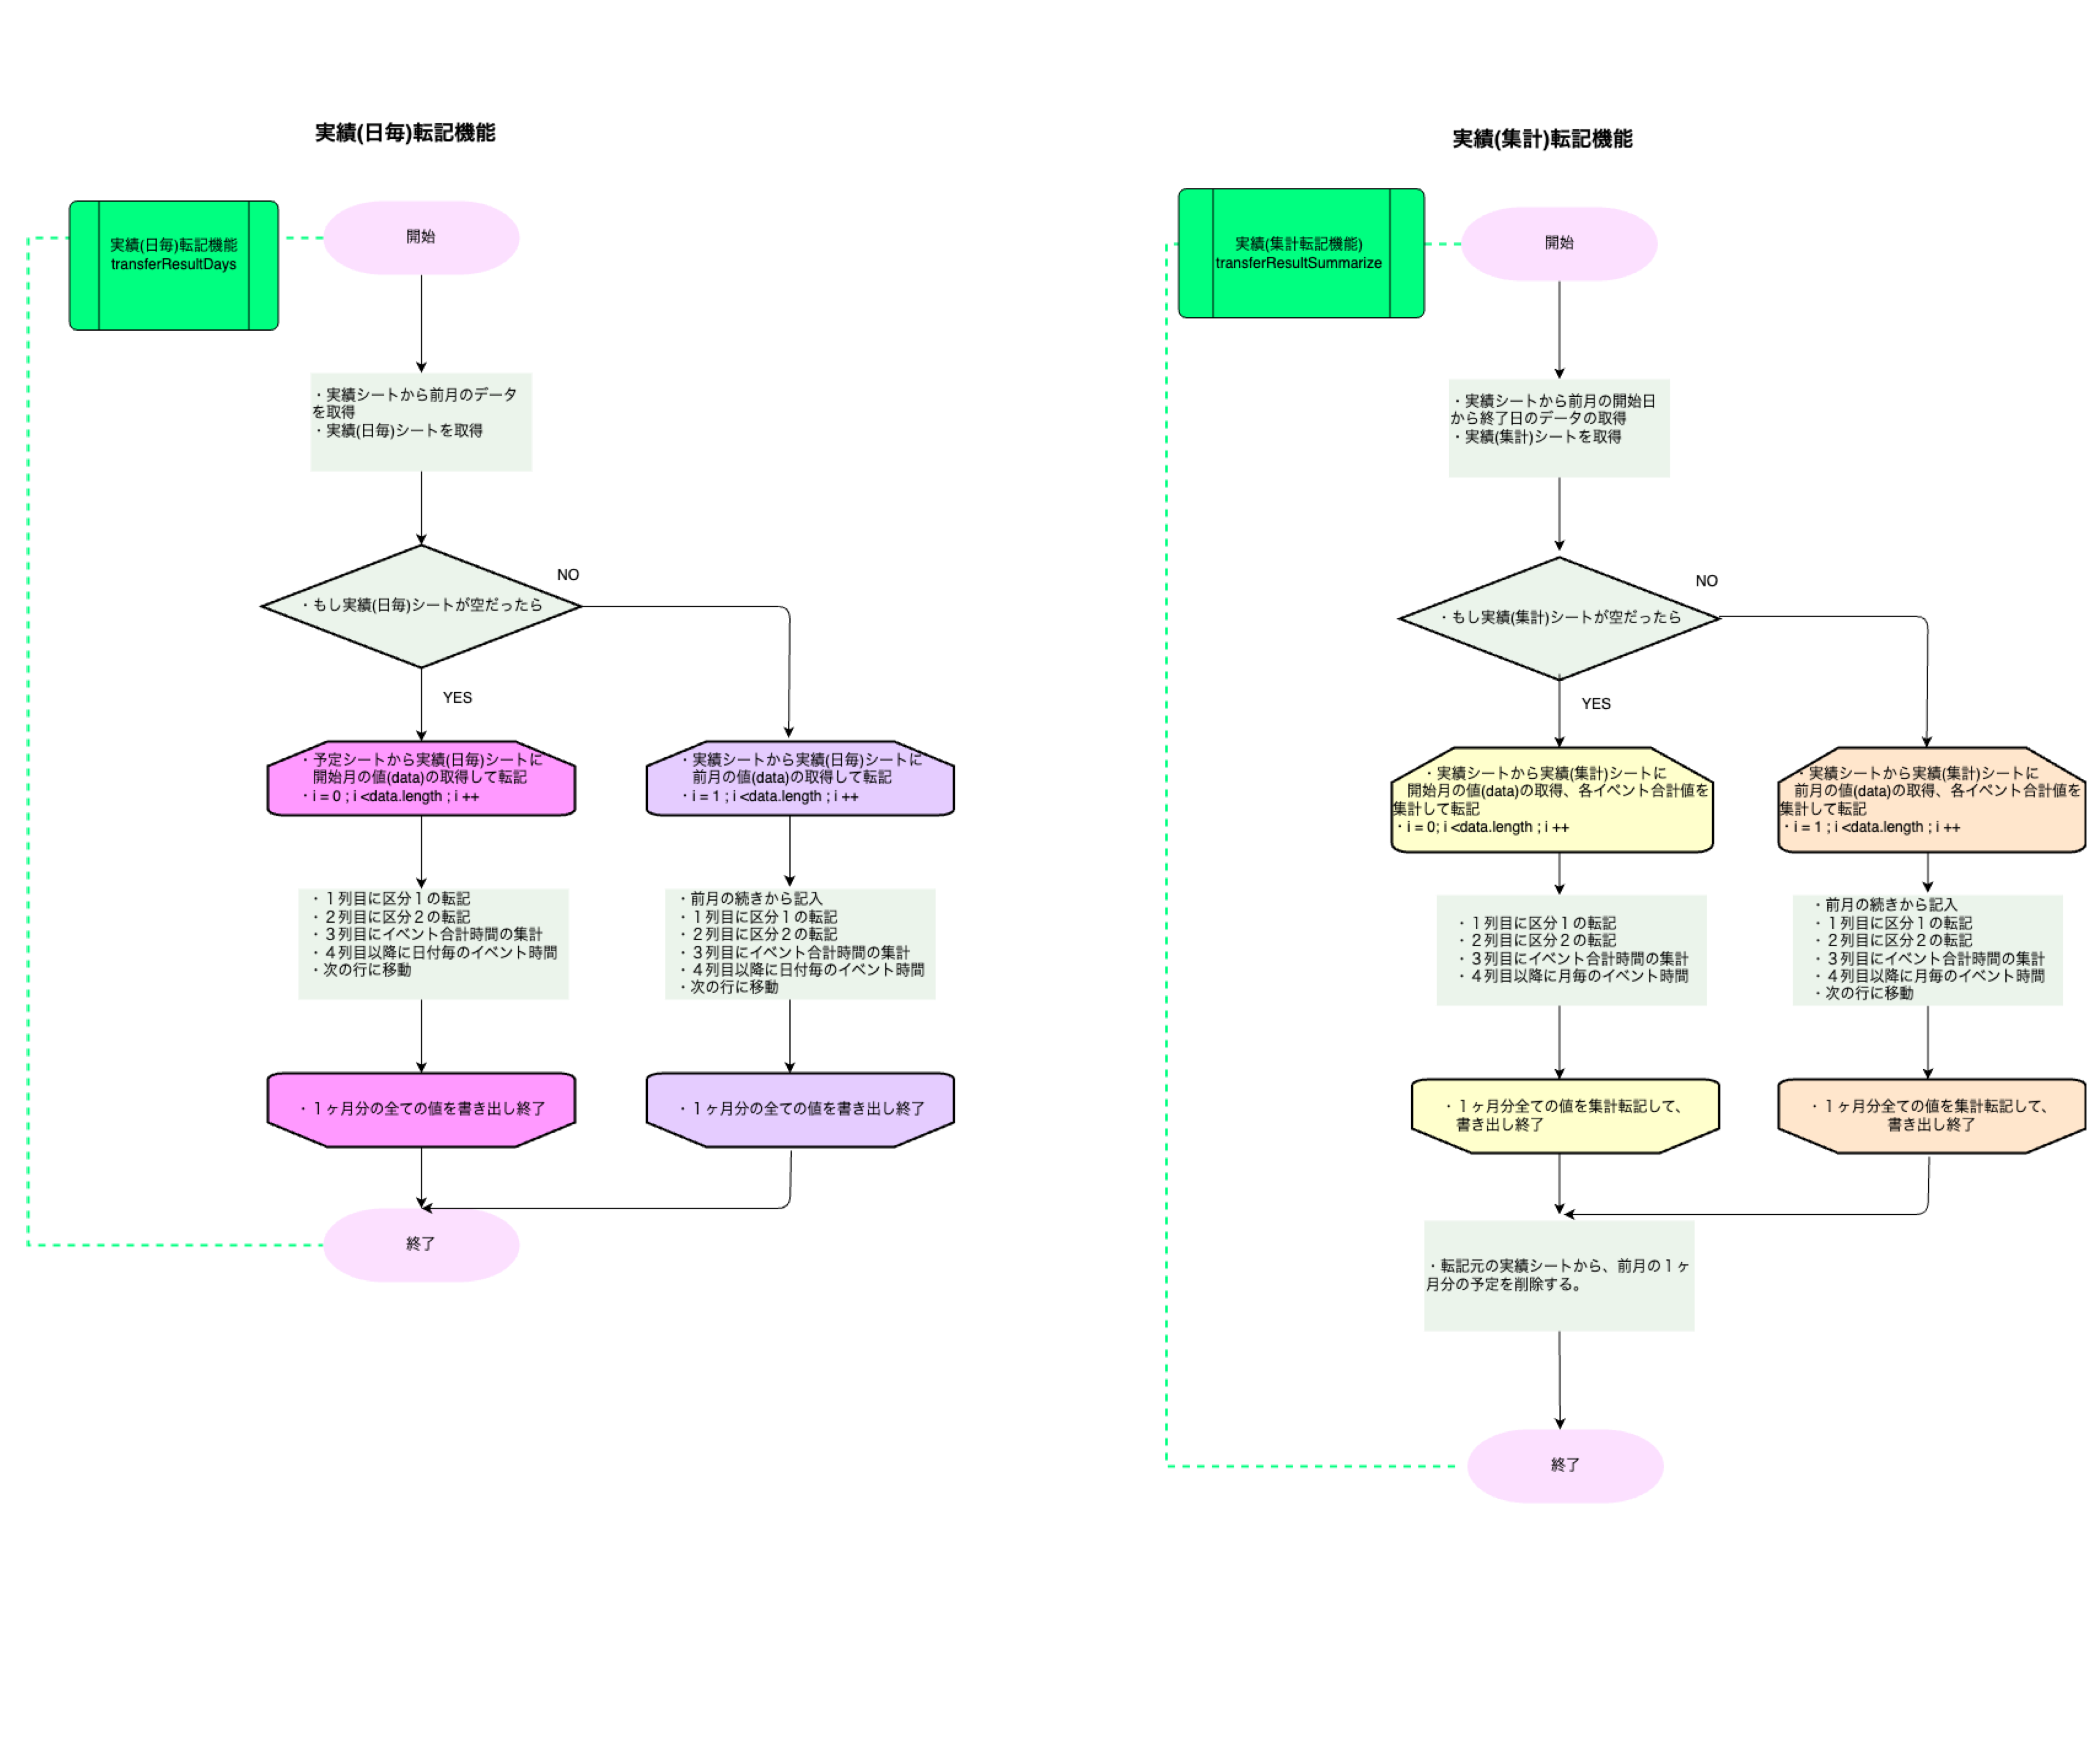 実績(日毎)転記機能
実績(日毎)転記機能
transferResultDays
開始
・実績シートから前月のデータ
を取得
・実績(日毎)シートを取得
・もし実績(日毎)シートが空だったら
NO
YES
・予定シートから実績(日毎)シートに
開始月の値(data)の取得して転記
・i = 0 ; i <data.length ; i ++
・実績シートから実績(日毎)シートに
前月の値(data)の取得して転記
・i = 1 ; i <data.length ; i ++
・１列目に区分１の転記
・２列目に区分２の転記
・３列目にイベント合計時間の集計
・４列目以降に日付毎のイベント時間
・次の行に移動
・前月の続きから記入
・１列目に区分１の転記
・２列目に区分２の転記
・３列目にイベント合計時間の集計
・４列目以降に日付毎のイベント時間
・次の行に移動
・１ヶ月分の全ての値を書き出し終了
・１ヶ月分の全ての値を書き出し終了
終了
実績(集計)転記機能
実績(集計転記機能)
transferResultSummarize
開始
・実績シートから前月の開始日
から終了日のデータの取得
・実績(集計)シートを取得
・もし実績(集計)シートが空だったら
NO
YES
・実績シートから実績(集計)シートに
開始月の値(data)の取得、各イベント合計値を
集計して転記
・i = 0; i <data.length ; i ++
・実績シートから実績(集計)シートに
前月の値(data)の取得、各イベント合計値を
集計して転記
・i = 1 ; i <data.length ; i ++
・１列目に区分１の転記
・２列目に区分２の転記
・３列目にイベント合計時間の集計
・４列目以降に月毎のイベント時間
・前月の続きから記入
・１列目に区分１の転記
・２列目に区分２の転記
・３列目にイベント合計時間の集計
・４列目以降に月毎のイベント時間
・次の行に移動
・１ヶ月分全ての値を集計転記して、
書き出し終了
・１ヶ月分全ての値を集計転記して、
書き出し終了
・転記元の実績シートから、前月の１ヶ
月分の予定を削除する。
終了